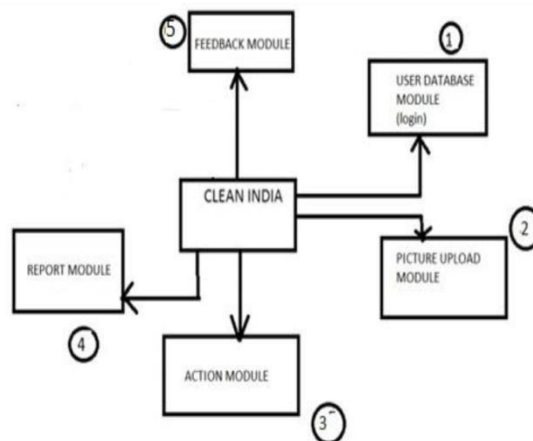 5
FEEDBACK MODULE
1
USER DATABASE
MODULE
(login)
CLEAN INDIA
2
PICTURE UPLOAD
MODULE
REPORT MODULE
4
ACTION MODULE
3